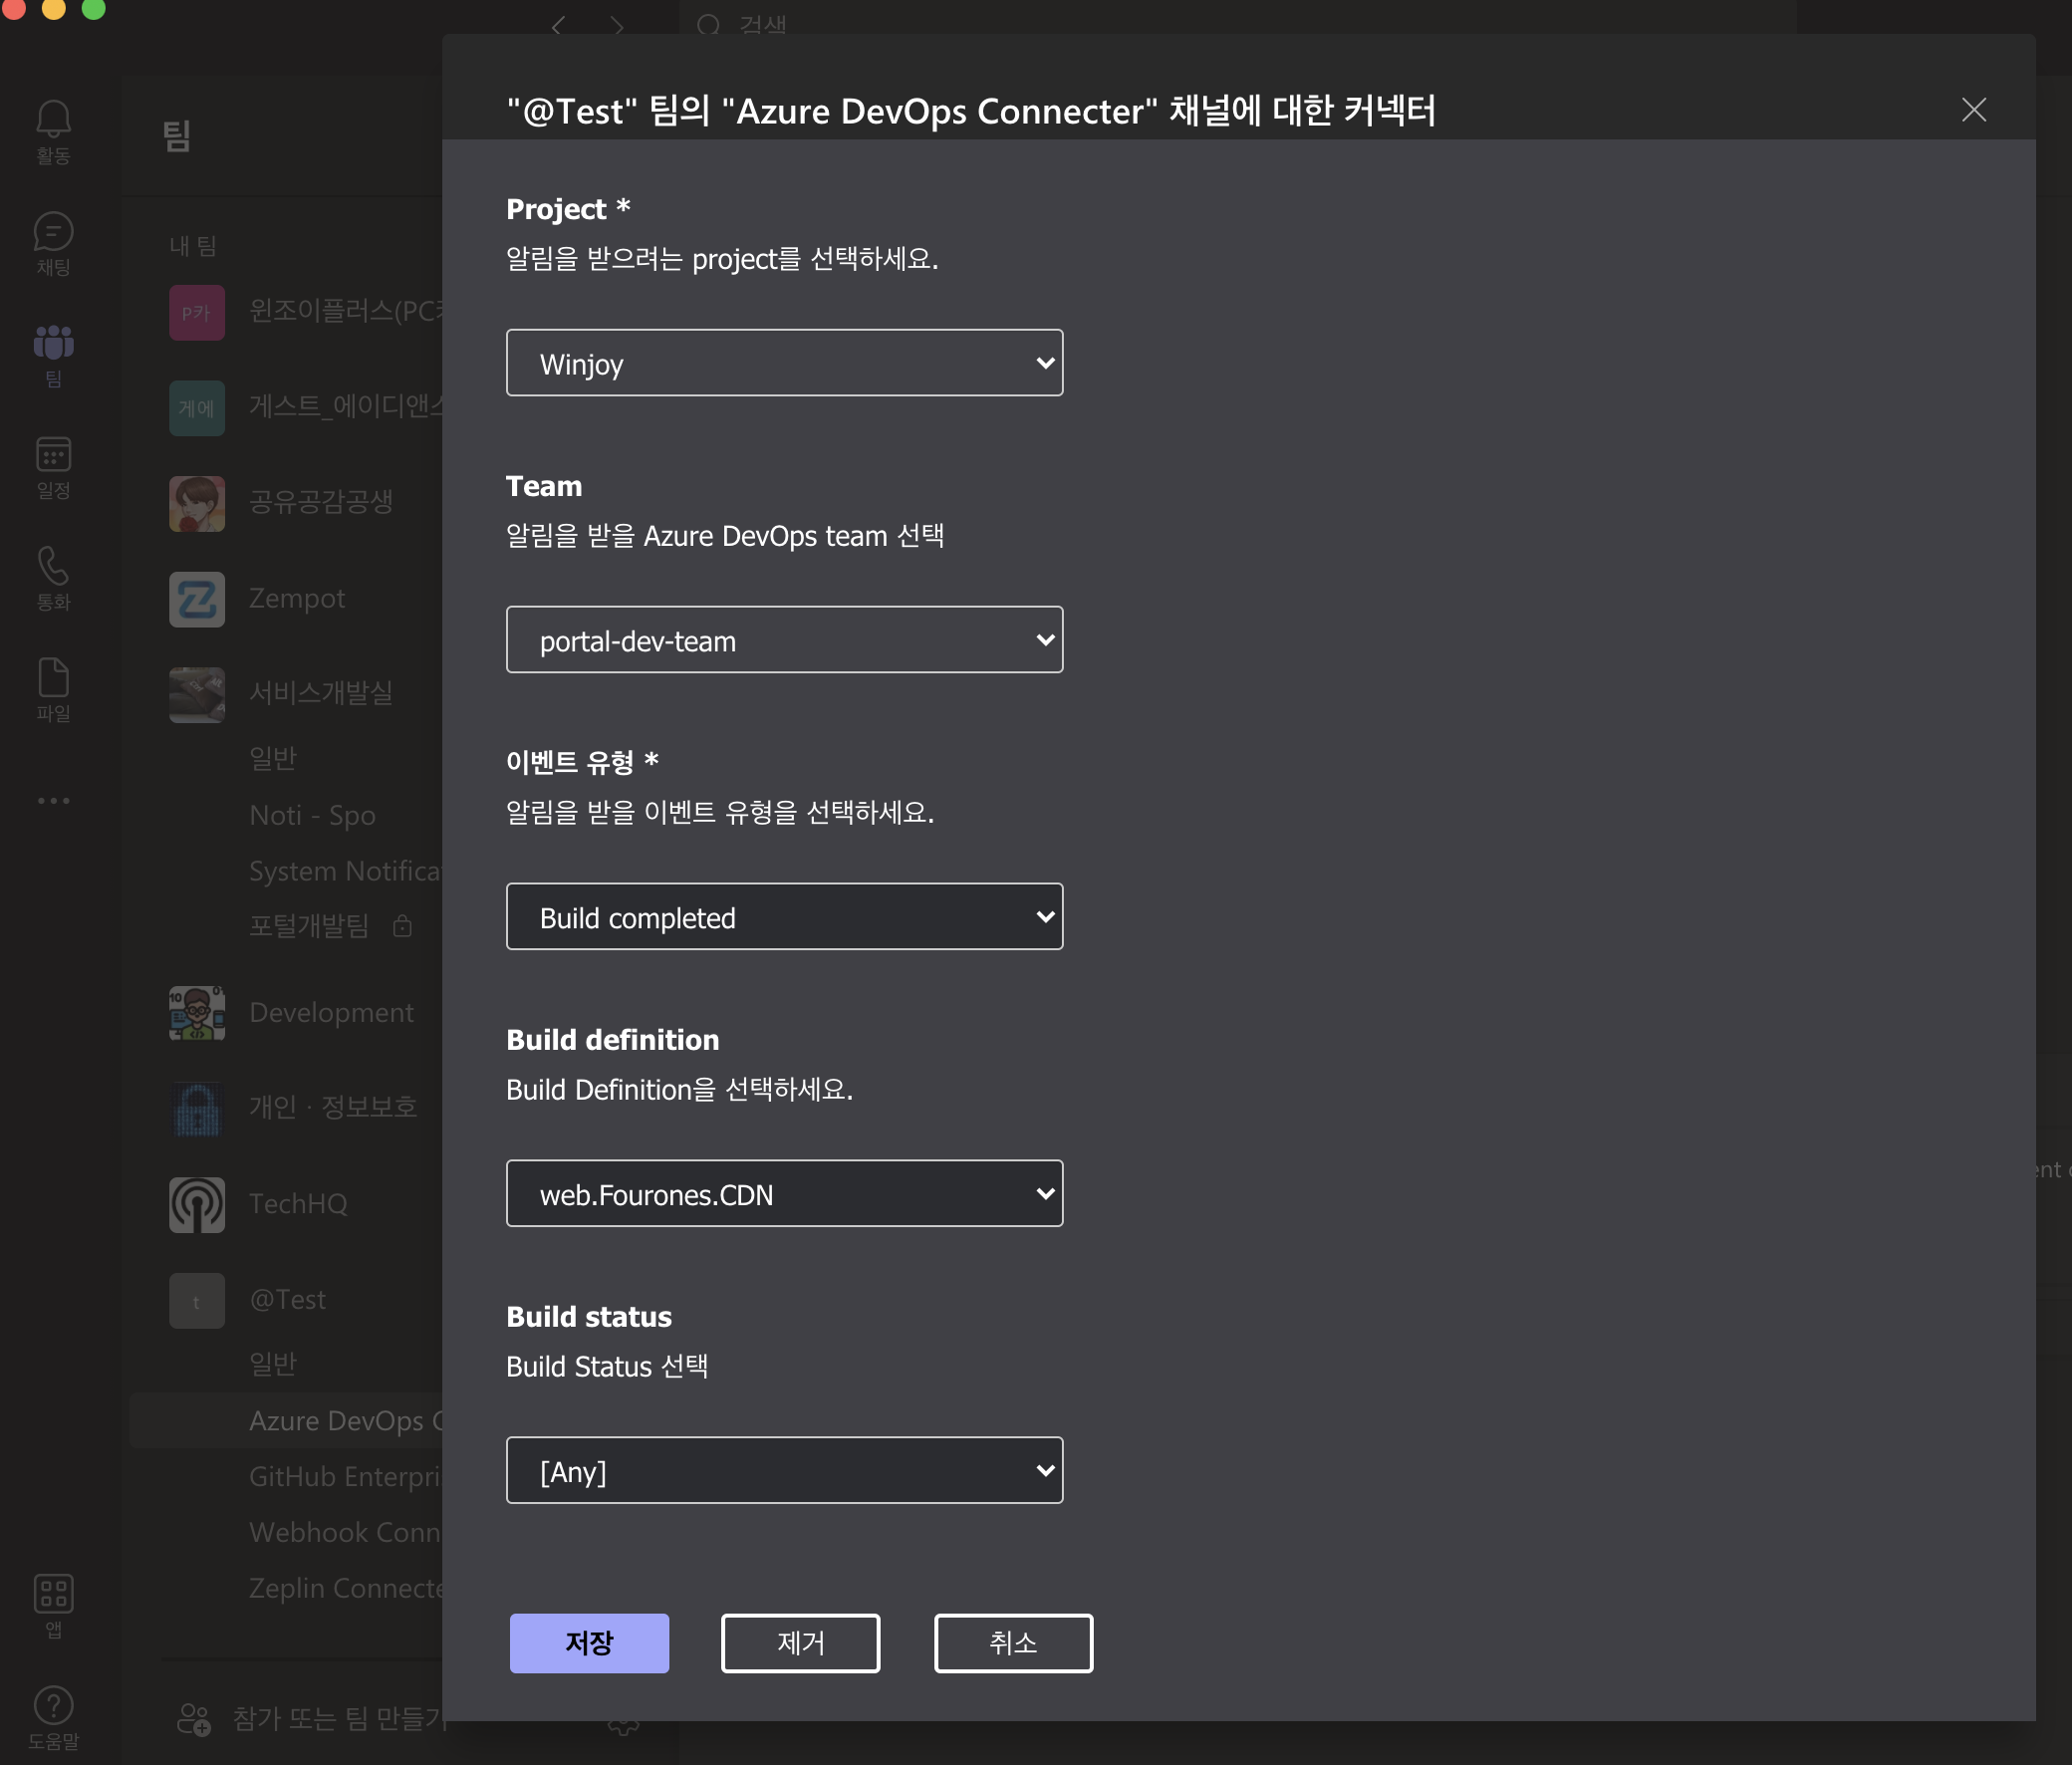 검색
활동
채팅
팀
일정
통화
파일
앱
도움말
팀
내 팀
P카
윈조이플러스(PC카
게에
게스트_에이디앤스
공유공감공생
Zempot
서비스개발실
일반
Noti - Spo
System Notifica
포털개발팀
Development
개인 · 정보보호
TechHQ
t
@Test
일반
Azure DevOps C
GitHub Enterpri
Webhook Conn
Zeplin Connecte
참가 또는 팀 만들기
"@Test" 팀의 "Azure DevOps Connecter" 채널에 대한 커넥터
Project *
알림을 받으려는 project를 선택하세요.
Winjoy
Team
알림을 받을 Azure DevOps team 선택
portal-dev-team
이벤트 유형 *
알림을 받을 이벤트 유형을 선택하세요.
Build completed
Build definition
Build Definition을 선택하세요.
web.Fourones.CDN
Build status
Build Status 선택
[Any]
저장
제거
취소